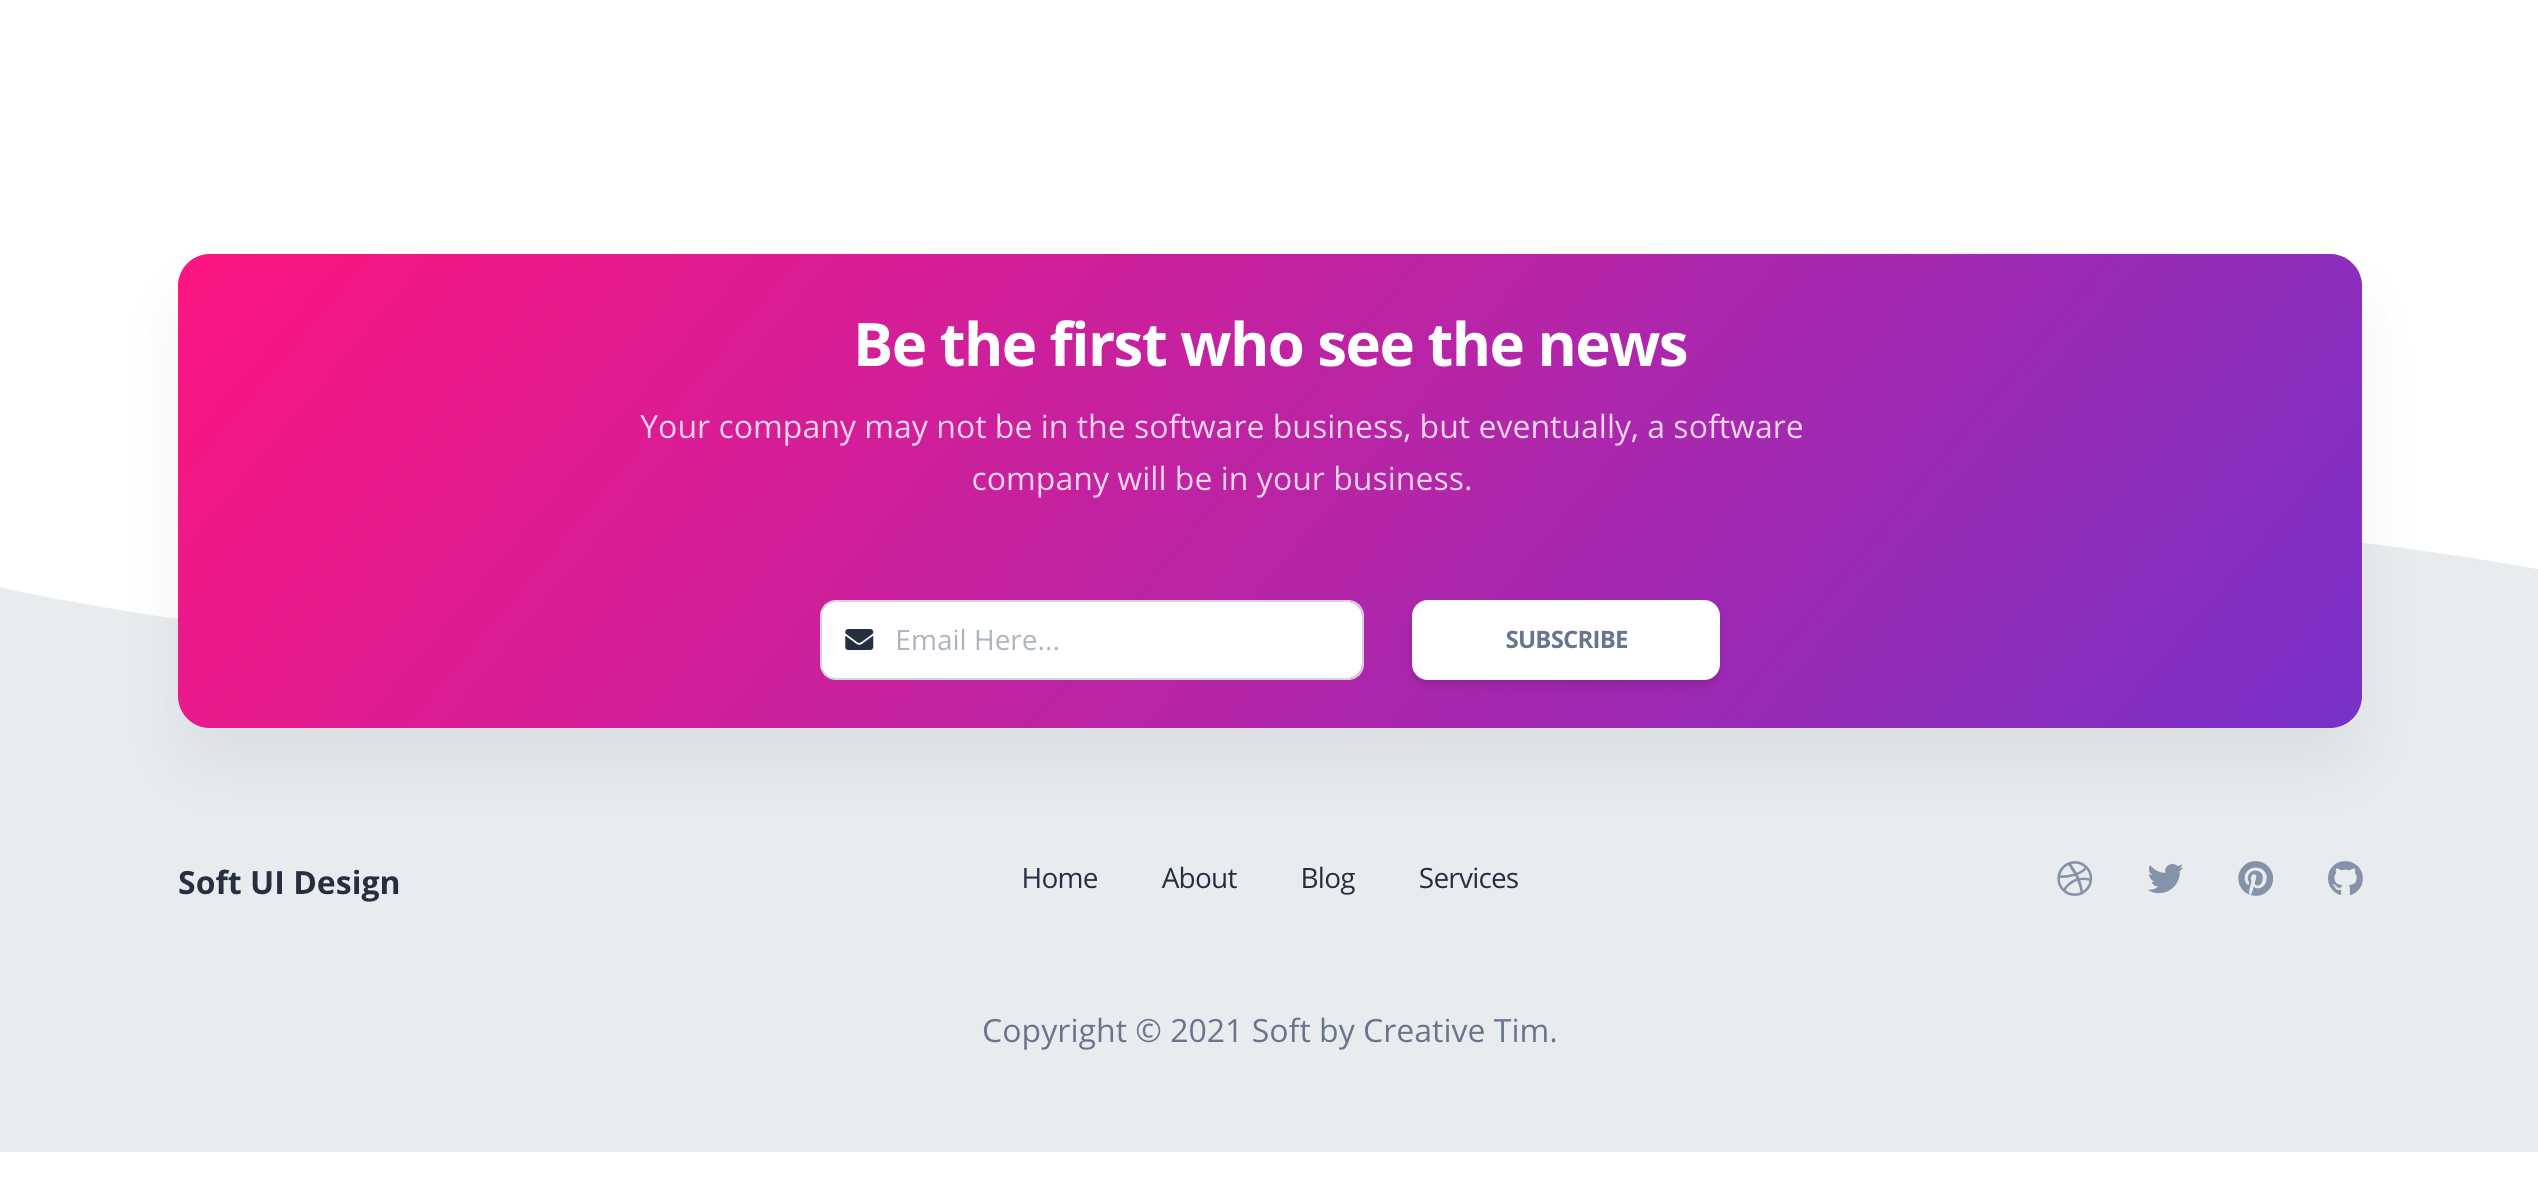 Be the first who see the news
Your company may not be in the software business, but eventually, a software
company will be in your business.
Email Here...
SUBSCRIBE
Soft UI Design
Home
About
Blog
Services
Copyright © 2021 Soft by Creative Tim.